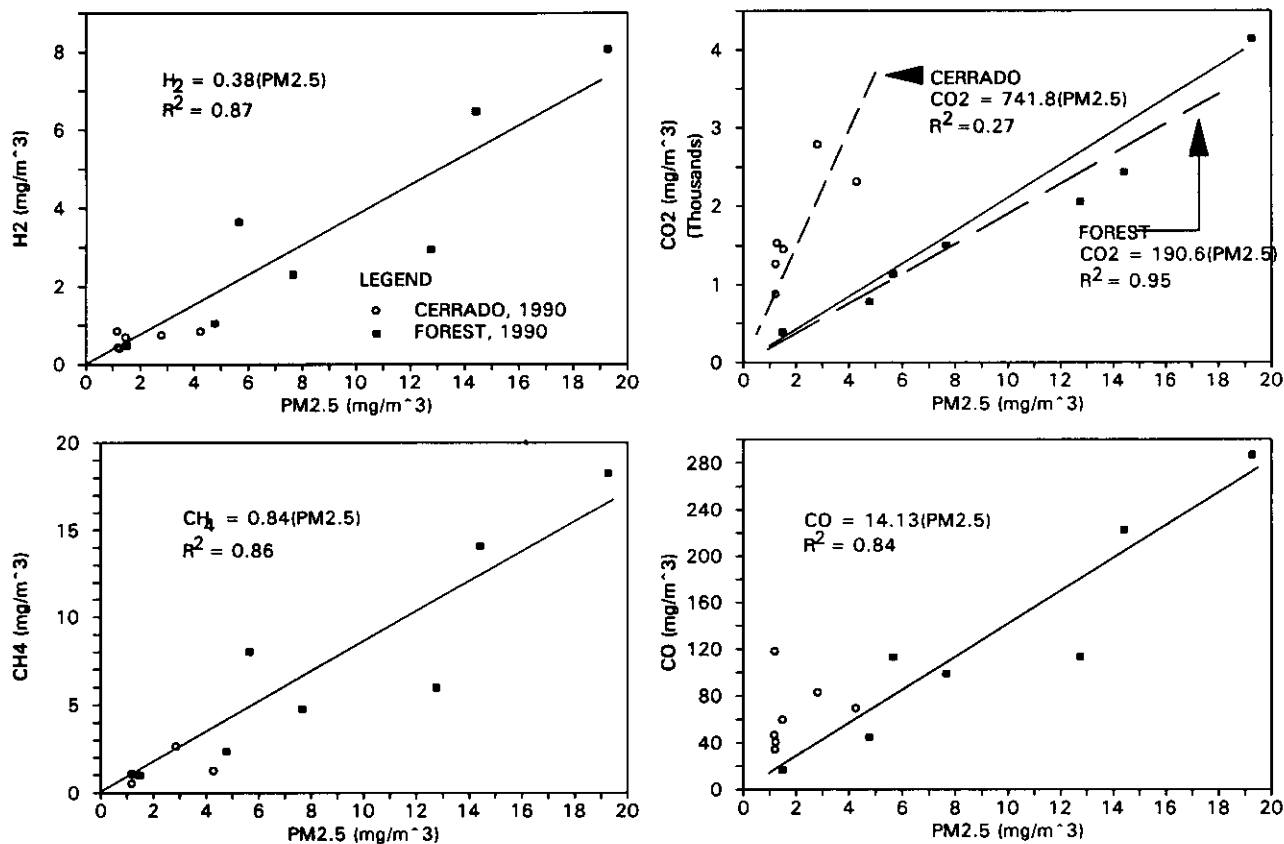 8
6
4
2
0
H2 (mg/m^3)
H2 = 0.38(PM2.5)
R2 = 0.87
LEGEND
CERRADO, 1990
FOREST, 1990
0 2 4 6 8 10 12 14 16 18 20
PM2.5 (mg/m^3)
4
3
2
1
0
CO2 (mg/m^3)
(Thousands)
CERRADO
CO2 = 741.8(PM2.5)
R2 = 0.27
FOREST
CO2 = 190.6(PM2.5)
R2 = 0.95
0 2 4 6 8 10 12 14 16 18 20
PM2.5 (mg/m^3)
20
15
10
5
0
CH4 (mg/m^3)
CH4 = 0.84(PM2.5)
R2 = 0.86
0 2 4 6 8 10 12 14 16 18 20
PM2.5 (mg/m^3)
280
240
200
160
120
80
40
0
CO (mg/m^3)
CO = 14.13(PM2.5)
R2 = 0.84
0 2 4 6 8 10 12 14 16 18 20
PM2.5 (mg/m^3)